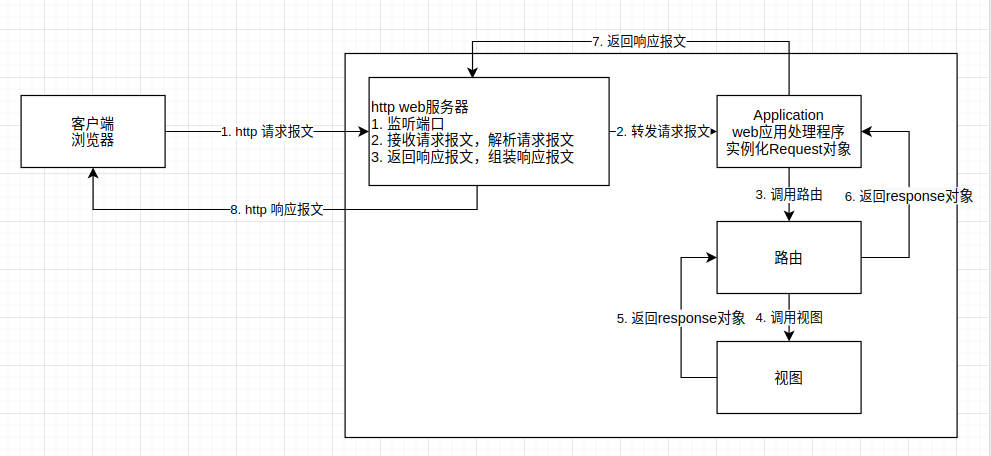 7. 返回响应报文
客户端
浏览器
1. http 请求报文
http web服务器
1. 监听端口
2. 接收请求报文，解析请求报文
3. 返回响应报文，组装响应报文
2. 转发请求报文
Application
web应用处理程序
实例化Request对象
8. http 响应报文
3. 调用路由
6. 返回response对象
路由
5. 返回response对象
4. 调用视图
视图